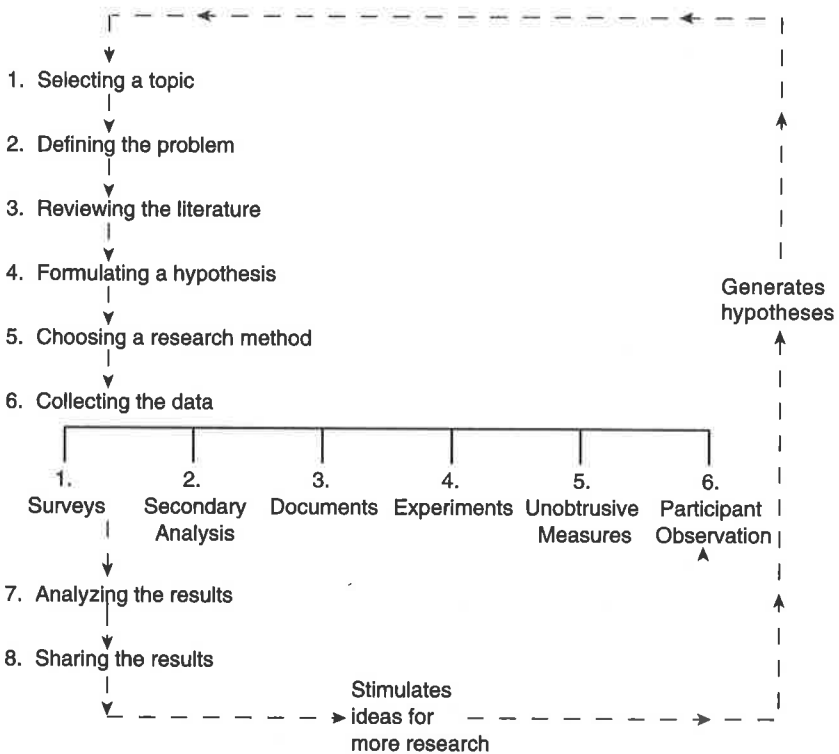 1. Selecting a topic
2. Defining the problem
3. Reviewing the literature
4. Formulating a hypothesis
Generates
hypotheses
5. Choosing a research method
6. Collecting the data
1.
Surveys
2.
Secondary
Analysis
3.
Documents
4.
Experiments
5.
Unobtrusive
Measures
6.
Participant
Observation
7. Analyzing the results
8. Sharing the results
Stimulates
ideas for
more research